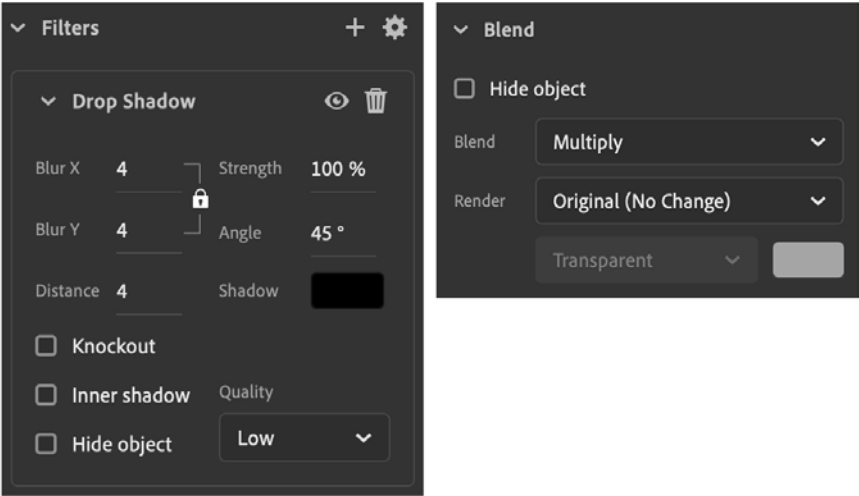 Filters
Drop Shadow
Blur X 4 Strength 100 %
Blur Y 4 Angle 45 °
Distance 4 Shadow
Knockout
Inner shadow Quality
Hide object Low
Blend
Hide object
Blend Multiply
Render Original (No Change)
Transparent